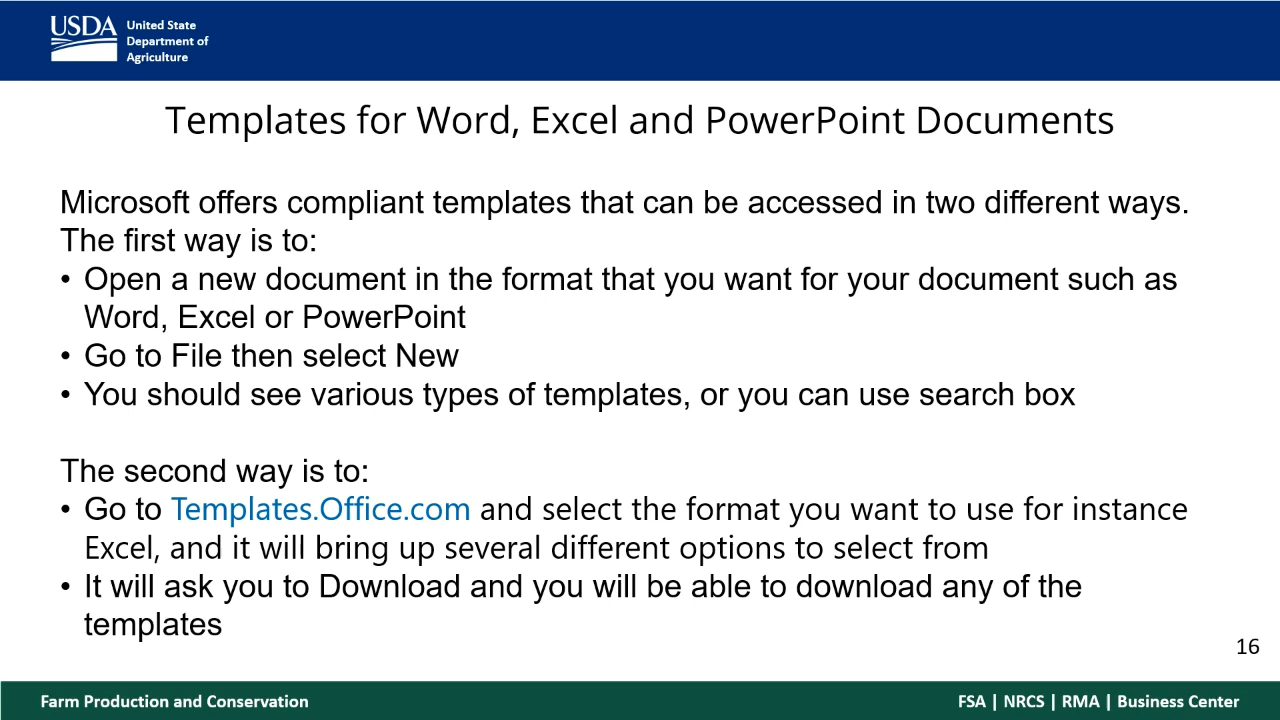 USDA
United State
Department of
Agriculture
Templates for Word, Excel and PowerPoint Documents
Microsoft offers compliant templates that can be accessed in two different ways.
The first way is to:
• Open a new document in the format that you want for your document such as
Word, Excel or PowerPoint
• Go to File then select New
• You should see various types of templates, or you can use search box
The second way is to:
• Go to Templates.Office.com and select the format you want to use for instance
Excel, and it will bring up several different options to select from
• It will ask you to Download and you will be able to download any of the
templates
16
Farm Production and Conservation
FSA | NRCS | RMA | Business Center